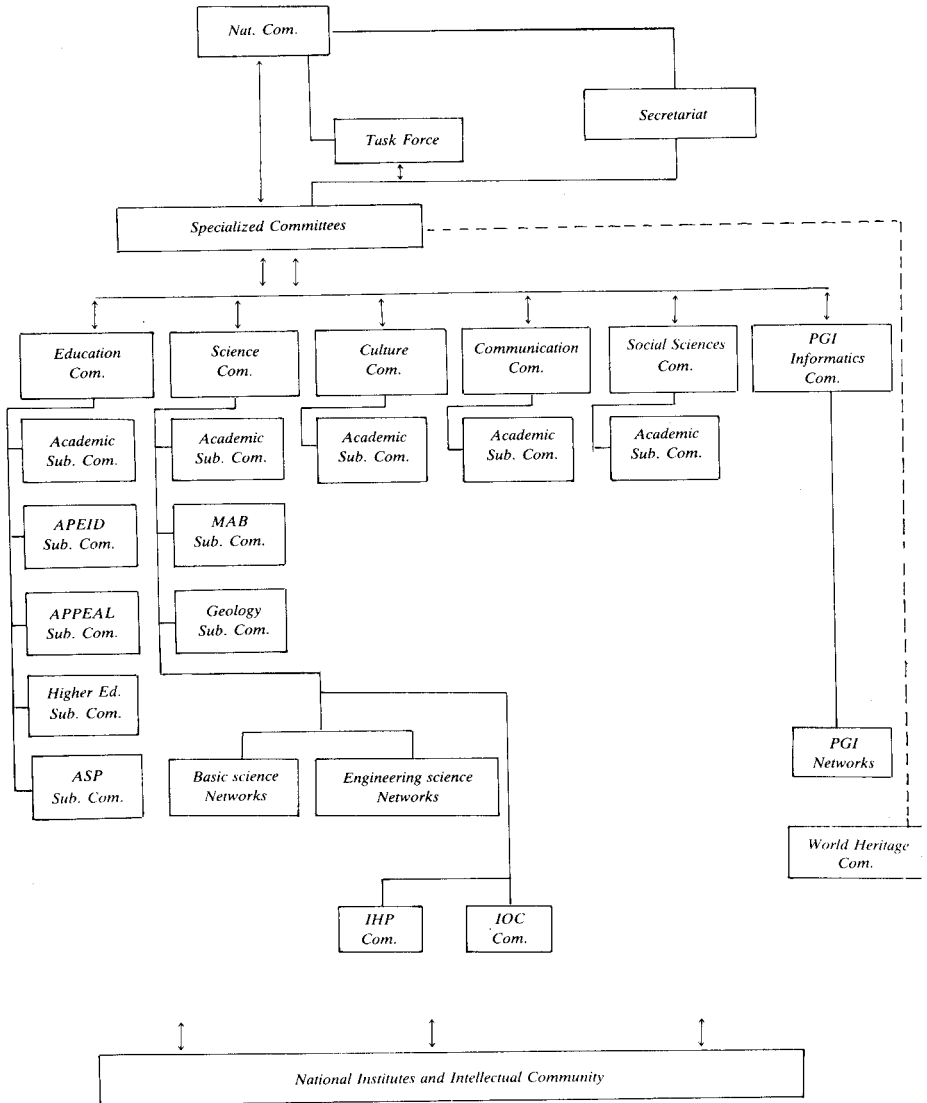 Nat. Com.
Secretariat
Task Force
Specialized Committees
Education
Com.
Science
Com.
Culture
Com.
Communication
Com.
Social Sciences
Com.
PGI
Informatics
Com.
Academic
Sub. Com.
Academic
Sub. Com.
Academic
Sub. Com.
Academic
Sub. Com.
Academic
Sub. Com.
APEID
Sub. Com.
MAB
Sub. Com.
APPEAL
Sub. Com.
Geology
Sub. Com.
Higher Ed.
Sub. Com.
ASP
Sub. Com.
Basic science
Networks
Engineering science
Networks
PGI
Networks
World Heritage
Com.
IHP
Com.
IOC
Com.
National Institutes and Intellectual Community